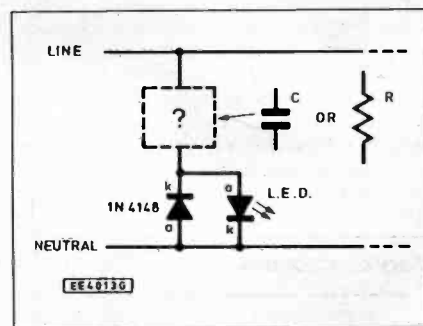 LINE
?
C
OR
R
k
a
1N 4148
a
k
L.E.D.
NEUTRAL
EE4013G